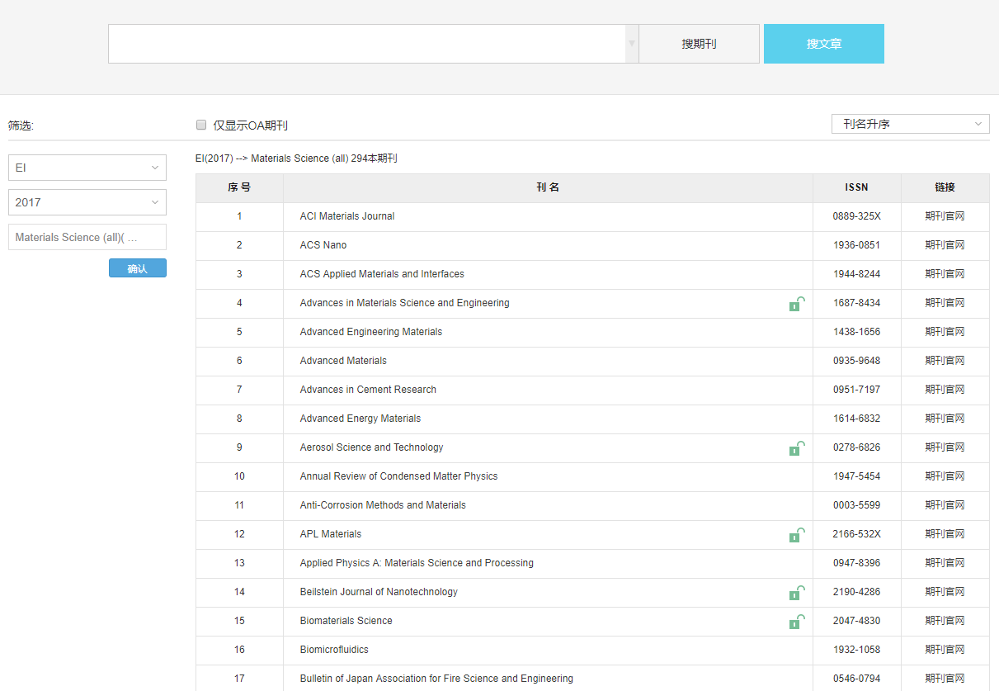 搜期刊 搜文章
筛选: 仅显示OA期刊 刊名升序
EI
2017
Materials Science (all)( ...
确认
EI(2017) --> Materials Science (all) 294本期刊
序 号 刊 名 ISSN 链接
1 ACI Materials Journal 0889-325X 期刊官网
2 ACS Nano 1936-0851 期刊官网
3 ACS Applied Materials and Interfaces 1944-8244 期刊官网
4 Advances in Materials Science and Engineering 1687-8434 期刊官网
5 Advanced Engineering Materials 1438-1656 期刊官网
6 Advanced Materials 0935-9648 期刊官网
7 Advances in Cement Research 0951-7197 期刊官网
8 Advanced Energy Materials 1614-6832 期刊官网
9 Aerosol Science and Technology 0278-6826 期刊官网
10 Annual Review of Condensed Matter Physics 1947-5454 期刊官网
11 Anti-Corrosion Methods and Materials 0003-5599 期刊官网
12 APL Materials 2166-532X 期刊官网
13 Applied Physics A: Materials Science and Processing 0947-8396 期刊官网
14 Beilstein Journal of Nanotechnology 2190-4286 期刊官网
15 Biomaterials Science 2047-4830 期刊官网
16 Biomicrofluidics 1932-1058 期刊官网
17 Bulletin of Japan Association for Fire Science and Engineering 0546-0794 期刊官网